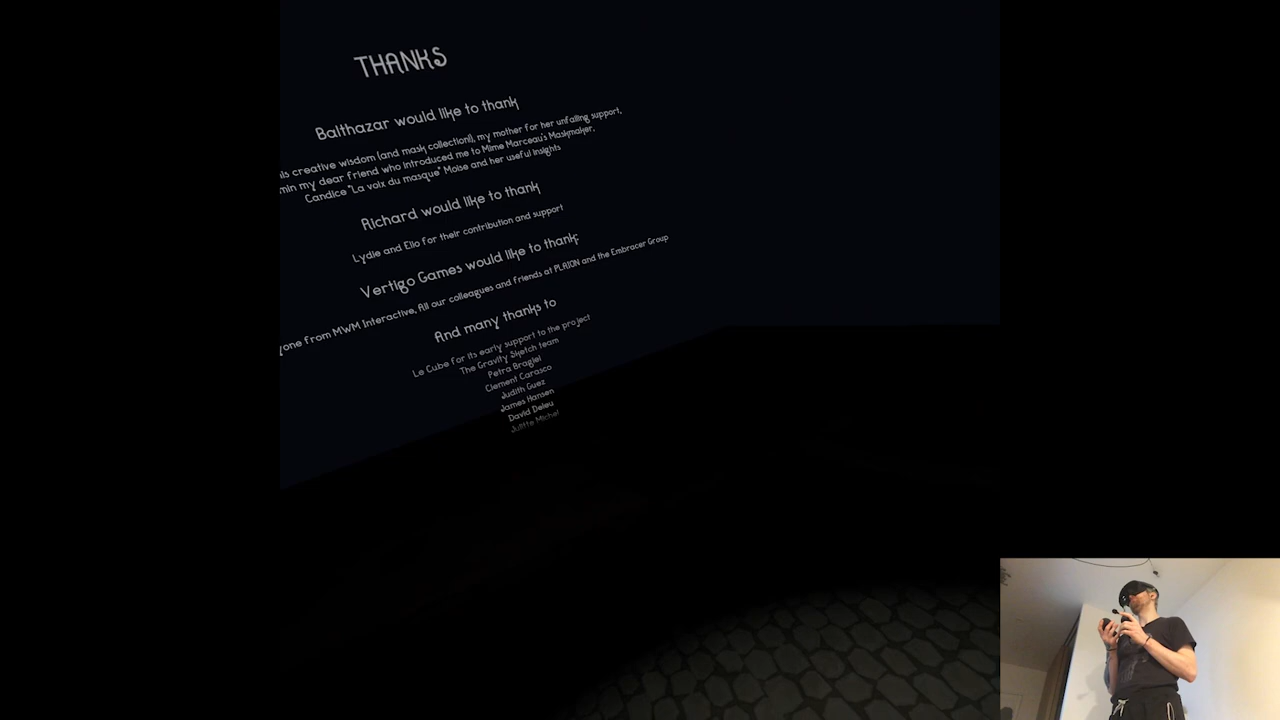 THANKS
Balthazar would like to thank
his creative wisdom (and mask collection!), my mother for her unfailing support,
my dear friend who introduced me to Mime Marceau's Maskmaker,
Candice "La voix du masque" Moise and her useful insights
Richard would like to thank
Lydie and Elio for their contribution and support
Vertigo Games would like to thank:
from MWM Interactive, All our colleagues and friends at PLAION and the Embracer Group
And many thanks to
Le Cube for its early support to the project
The Gravity Sketch team
Petra Bragiel
Clement Carasco
Judith Guez
James Hansen
David Deleu
Julitte Michel